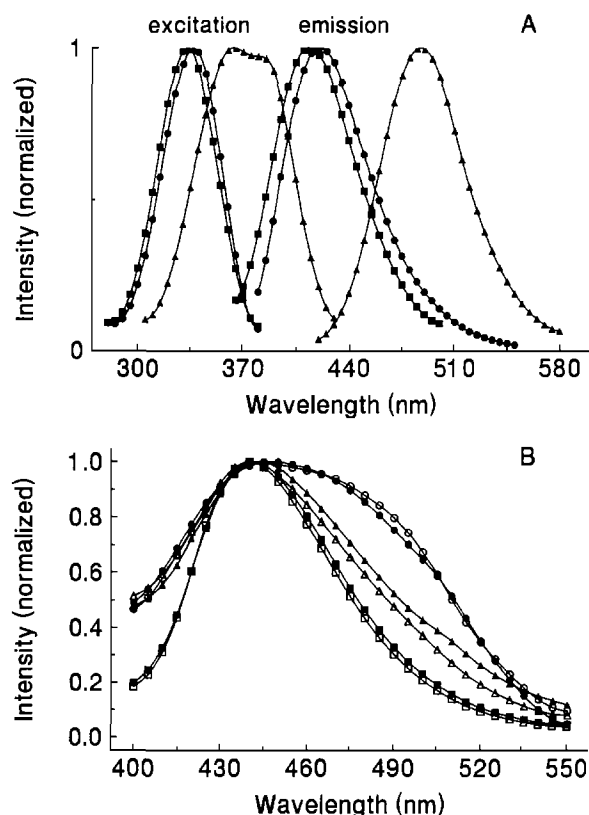 excitation emission A
1
Intensity (normalized)
0
300 370 440 510 580
Wavelength (nm)
B
1.0
0.8
0.6
0.4
0.2
0.0
Intensity (normalized)
400 430 460 490 520 550
Wavelength (nm)